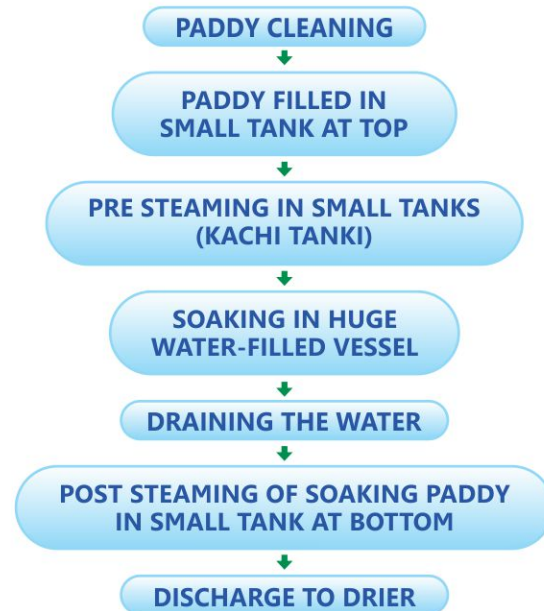 PADDY CLEANING
PADDY FILLED IN
SMALL TANK AT TOP
PRE STEAMING IN SMALL TANKS
(KACHI TANKI)
SOAKING IN HUGE
WATER-FILLED VESSEL
DRAINING THE WATER
POST STEAMING OF SOAKING PADDY
IN SMALL TANK AT BOTTOM
DISCHARGE TO DRIER